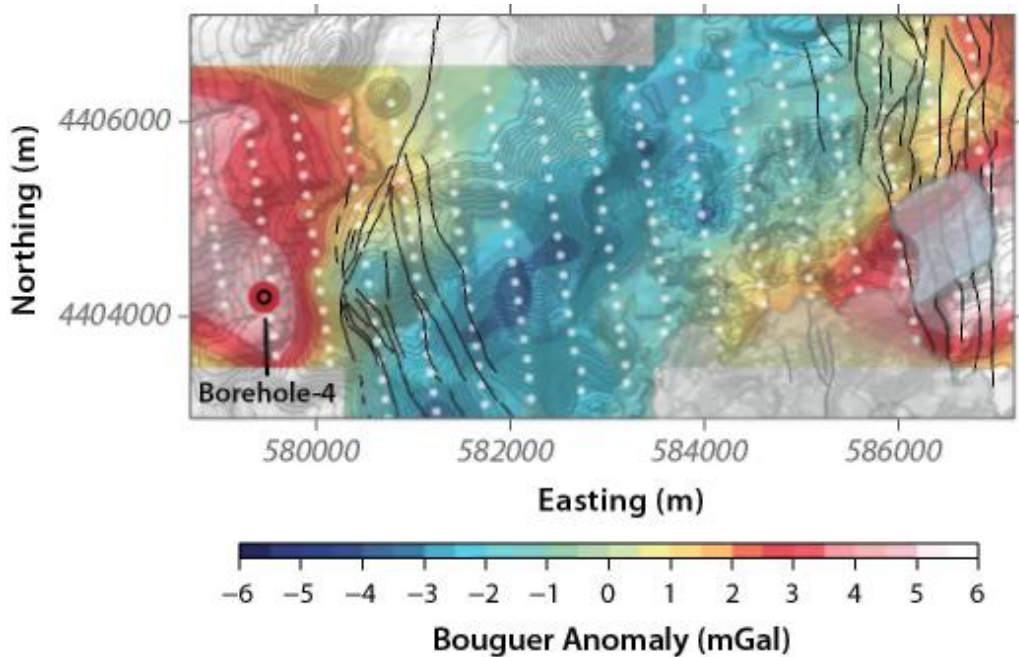 Northing (m)
4406000
4404000
Borehole-4
580000 582000 584000 586000
Easting (m)
−6 −5 −4 −3 −2 −1 0 1 2 3 4 5 6
Bouguer Anomaly (mGal)